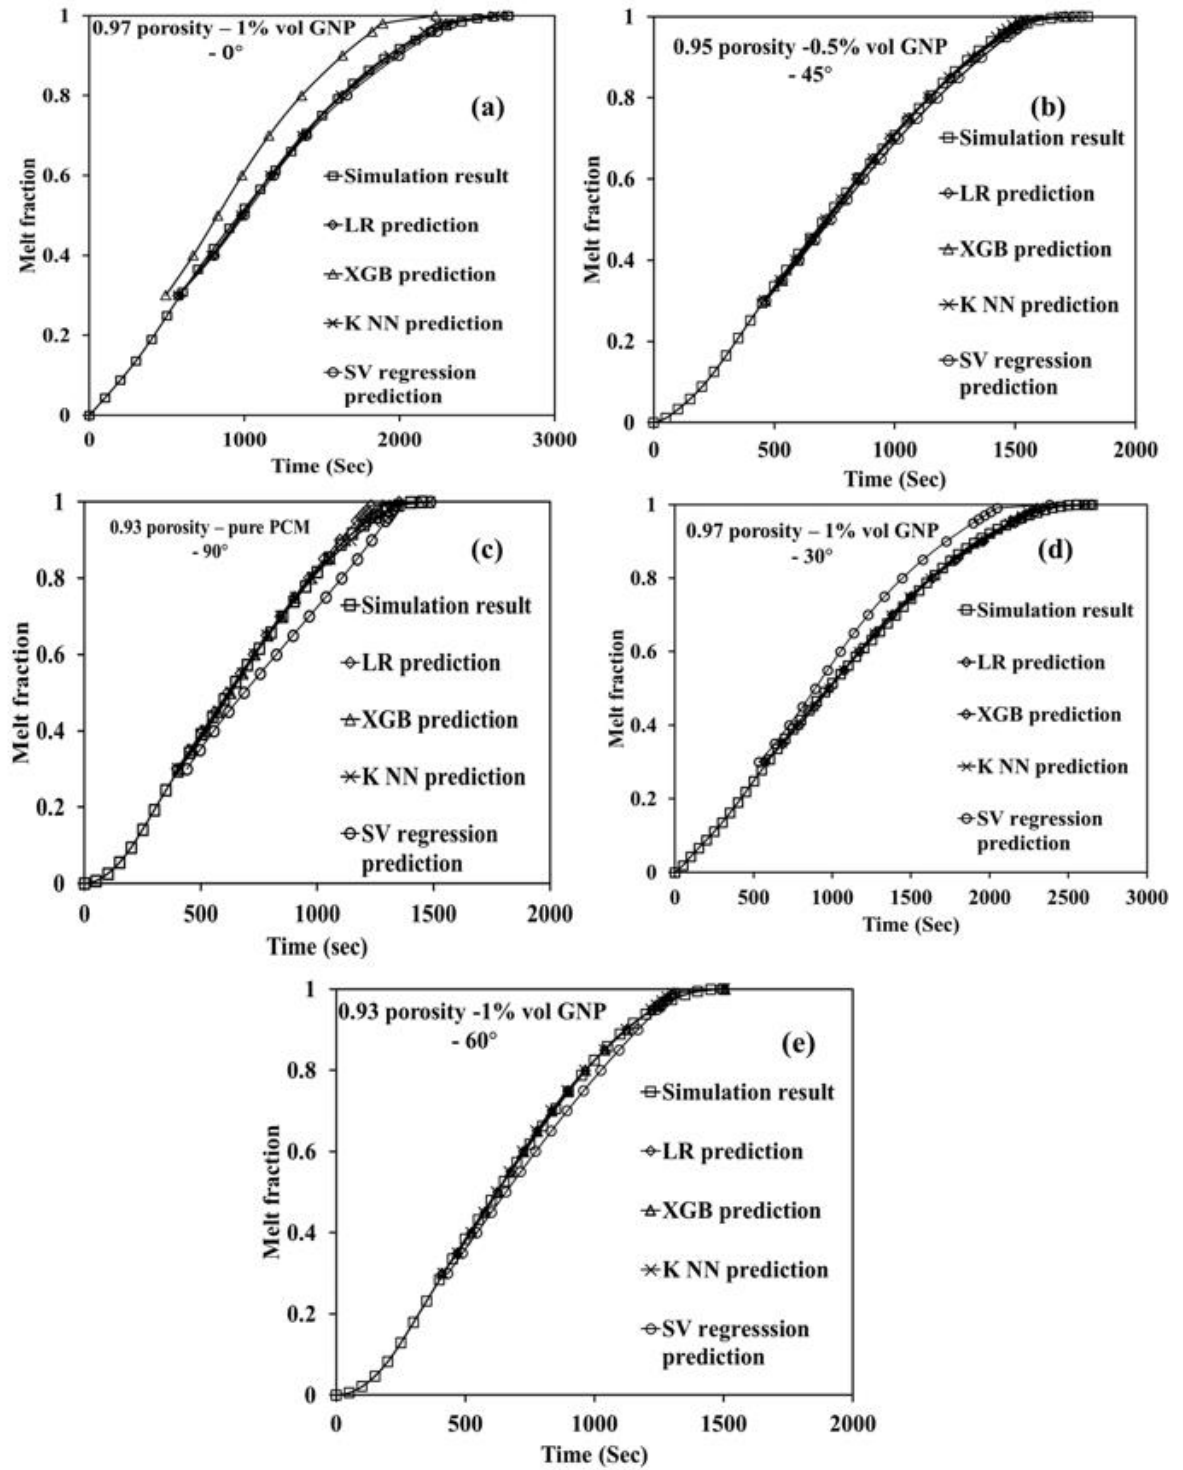 0.97 porosity – 1% vol GNP
- 0°
(a)
Simulation result
LR prediction
XGB prediction
K NN prediction
SV regression
prediction
Melt fraction
1
0.8
0.6
0.4
0.2
0
0 1000 2000 3000
Time (Sec)
0.95 porosity -0.5% vol GNP
- 45°
(b)
Simulation result
LR prediction
XGB prediction
K NN prediction
SV regression
prediction
Melt fraction
1
0.8
0.6
0.4
0.2
0
0 500 1000 1500 2000
Time (Sec)
0.93 porosity – pure PCM
- 90°
(c)
Simulation result
LR prediction
XGB prediction
K NN prediction
SV regression
prediction
Melt fraction
1
0.8
0.6
0.4
0.2
0
0 500 1000 1500 2000
Time (sec)
0.97 porosity – 1% vol GNP
- 30°
(d)
Simulation result
LR prediction
XGB prediction
K NN prediction
SV regression
prediction
Melt fraction
1
0.8
0.6
0.4
0.2
0
0 500 1000 1500 2000 2500 3000
Time (Sec)
0.93 porosity -1% vol GNP
- 60°
(e)
Simulation result
LR prediction
XGB prediction
K NN prediction
SV regresssion
prediction
Melt fraction
1
0.8
0.6
0.4
0.2
0
0 500 1000 1500 2000
Time (Sec)